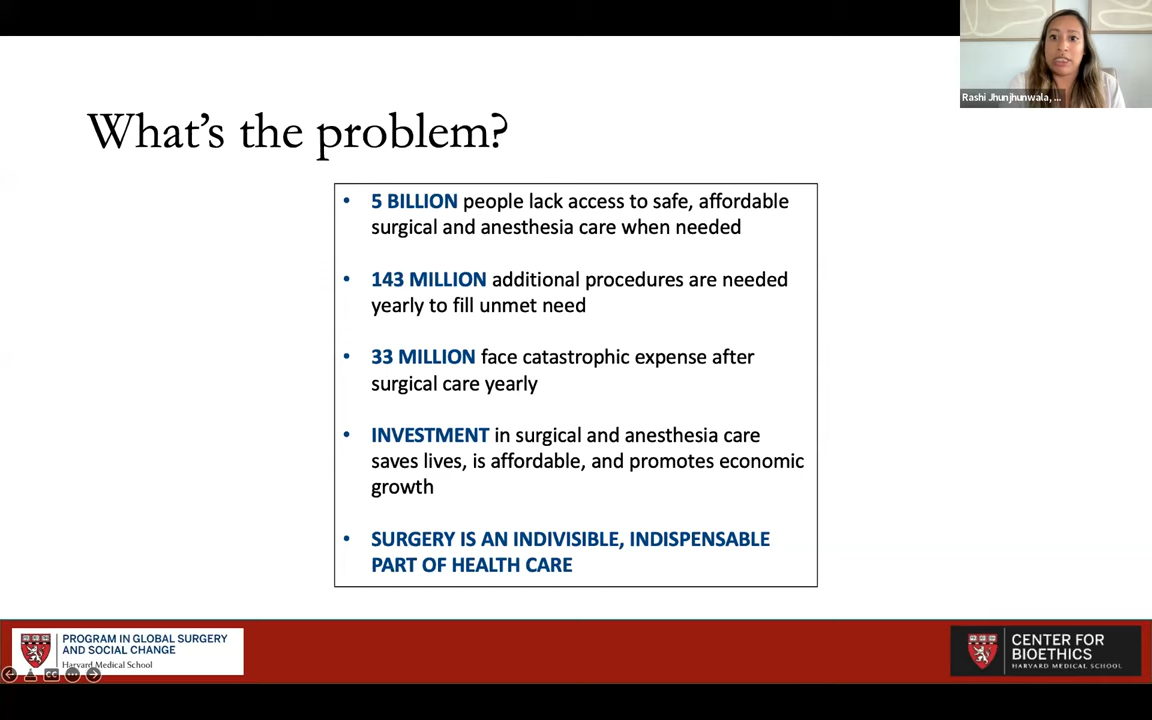 Rashi Jhunjhunwala, ...
What's the problem?
• 5 BILLION people lack access to safe, affordable
surgical and anesthesia care when needed
• 143 MILLION additional procedures are needed
yearly to fill unmet need
• 33 MILLION face catastrophic expense after
surgical care yearly
• INVESTMENT in surgical and anesthesia care
saves lives, is affordable, and promotes economic
growth
• SURGERY IS AN INDIVISIBLE, INDISPENSABLE
PART OF HEALTH CARE
PROGRAM IN GLOBAL SURGERY
AND SOCIAL CHANGE
Harvard Medical School
CC
CENTER FOR
BIOETHICS
HARVARD MEDICAL SCHOOL